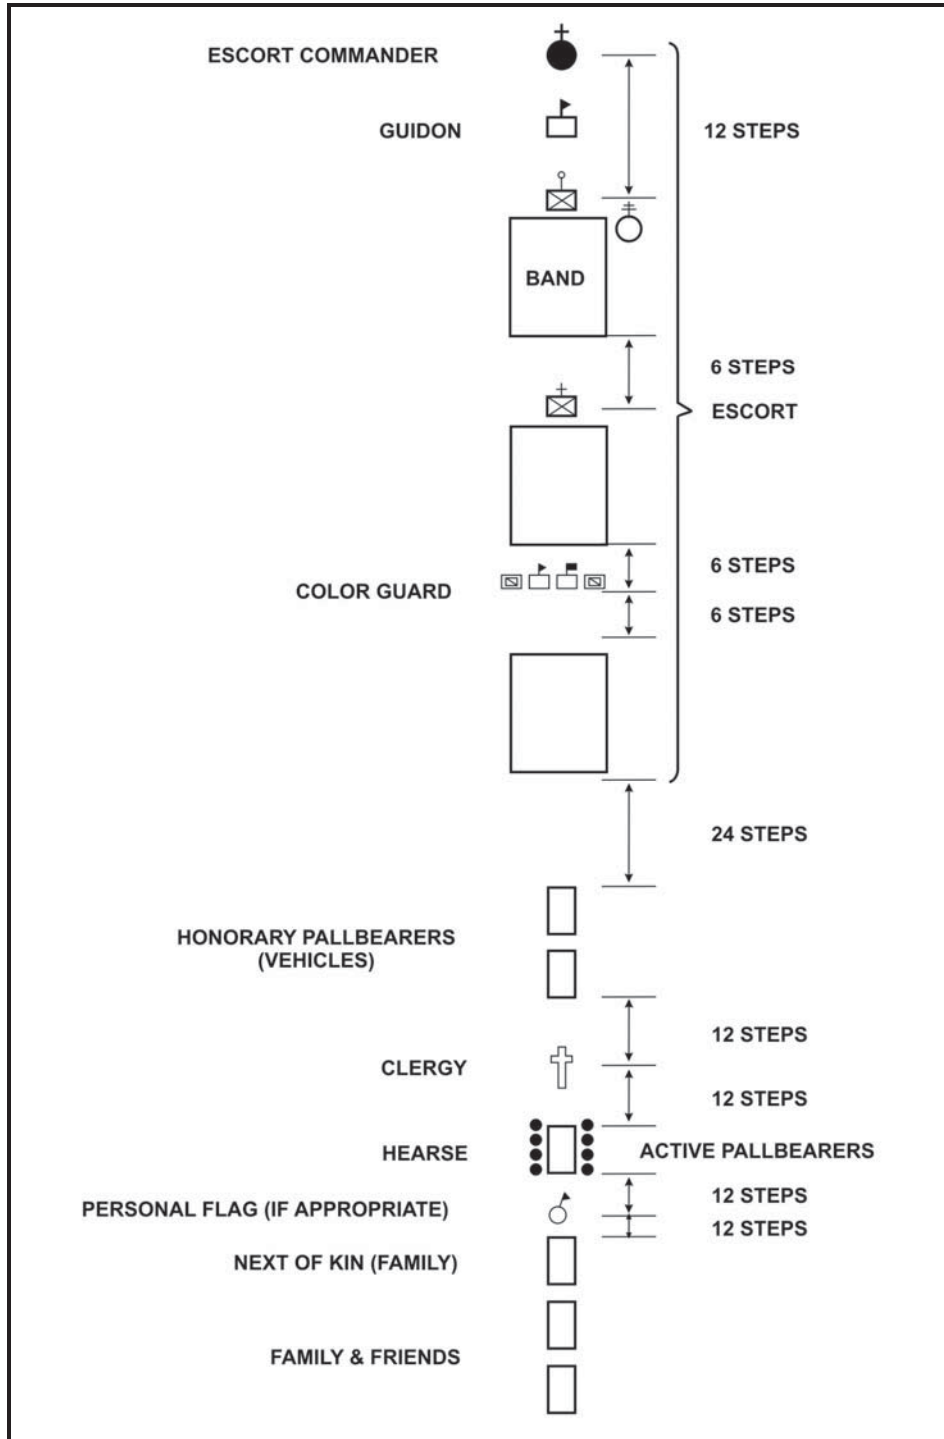 ESCORT COMMANDER
GUIDON
12 STEPS
BAND
6 STEPS
ESCORT
6 STEPS
COLOR GUARD
6 STEPS
24 STEPS
HONORARY PALLBEARERS
(VEHICLES)
12 STEPS
CLERGY
12 STEPS
HEARSE
ACTIVE PALLBEARERS
12 STEPS
PERSONAL FLAG (IF APPROPRIATE)
12 STEPS
NEXT OF KIN (FAMILY)
FAMILY & FRIENDS